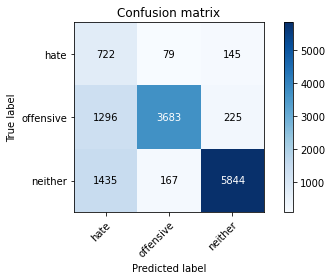 Confusion matrix
True label
hate 722 79 145
offensive 1296 3683 225
neither 1435 167 5844
hate offensive neither
Predicted label
5000
4000
3000
2000
1000